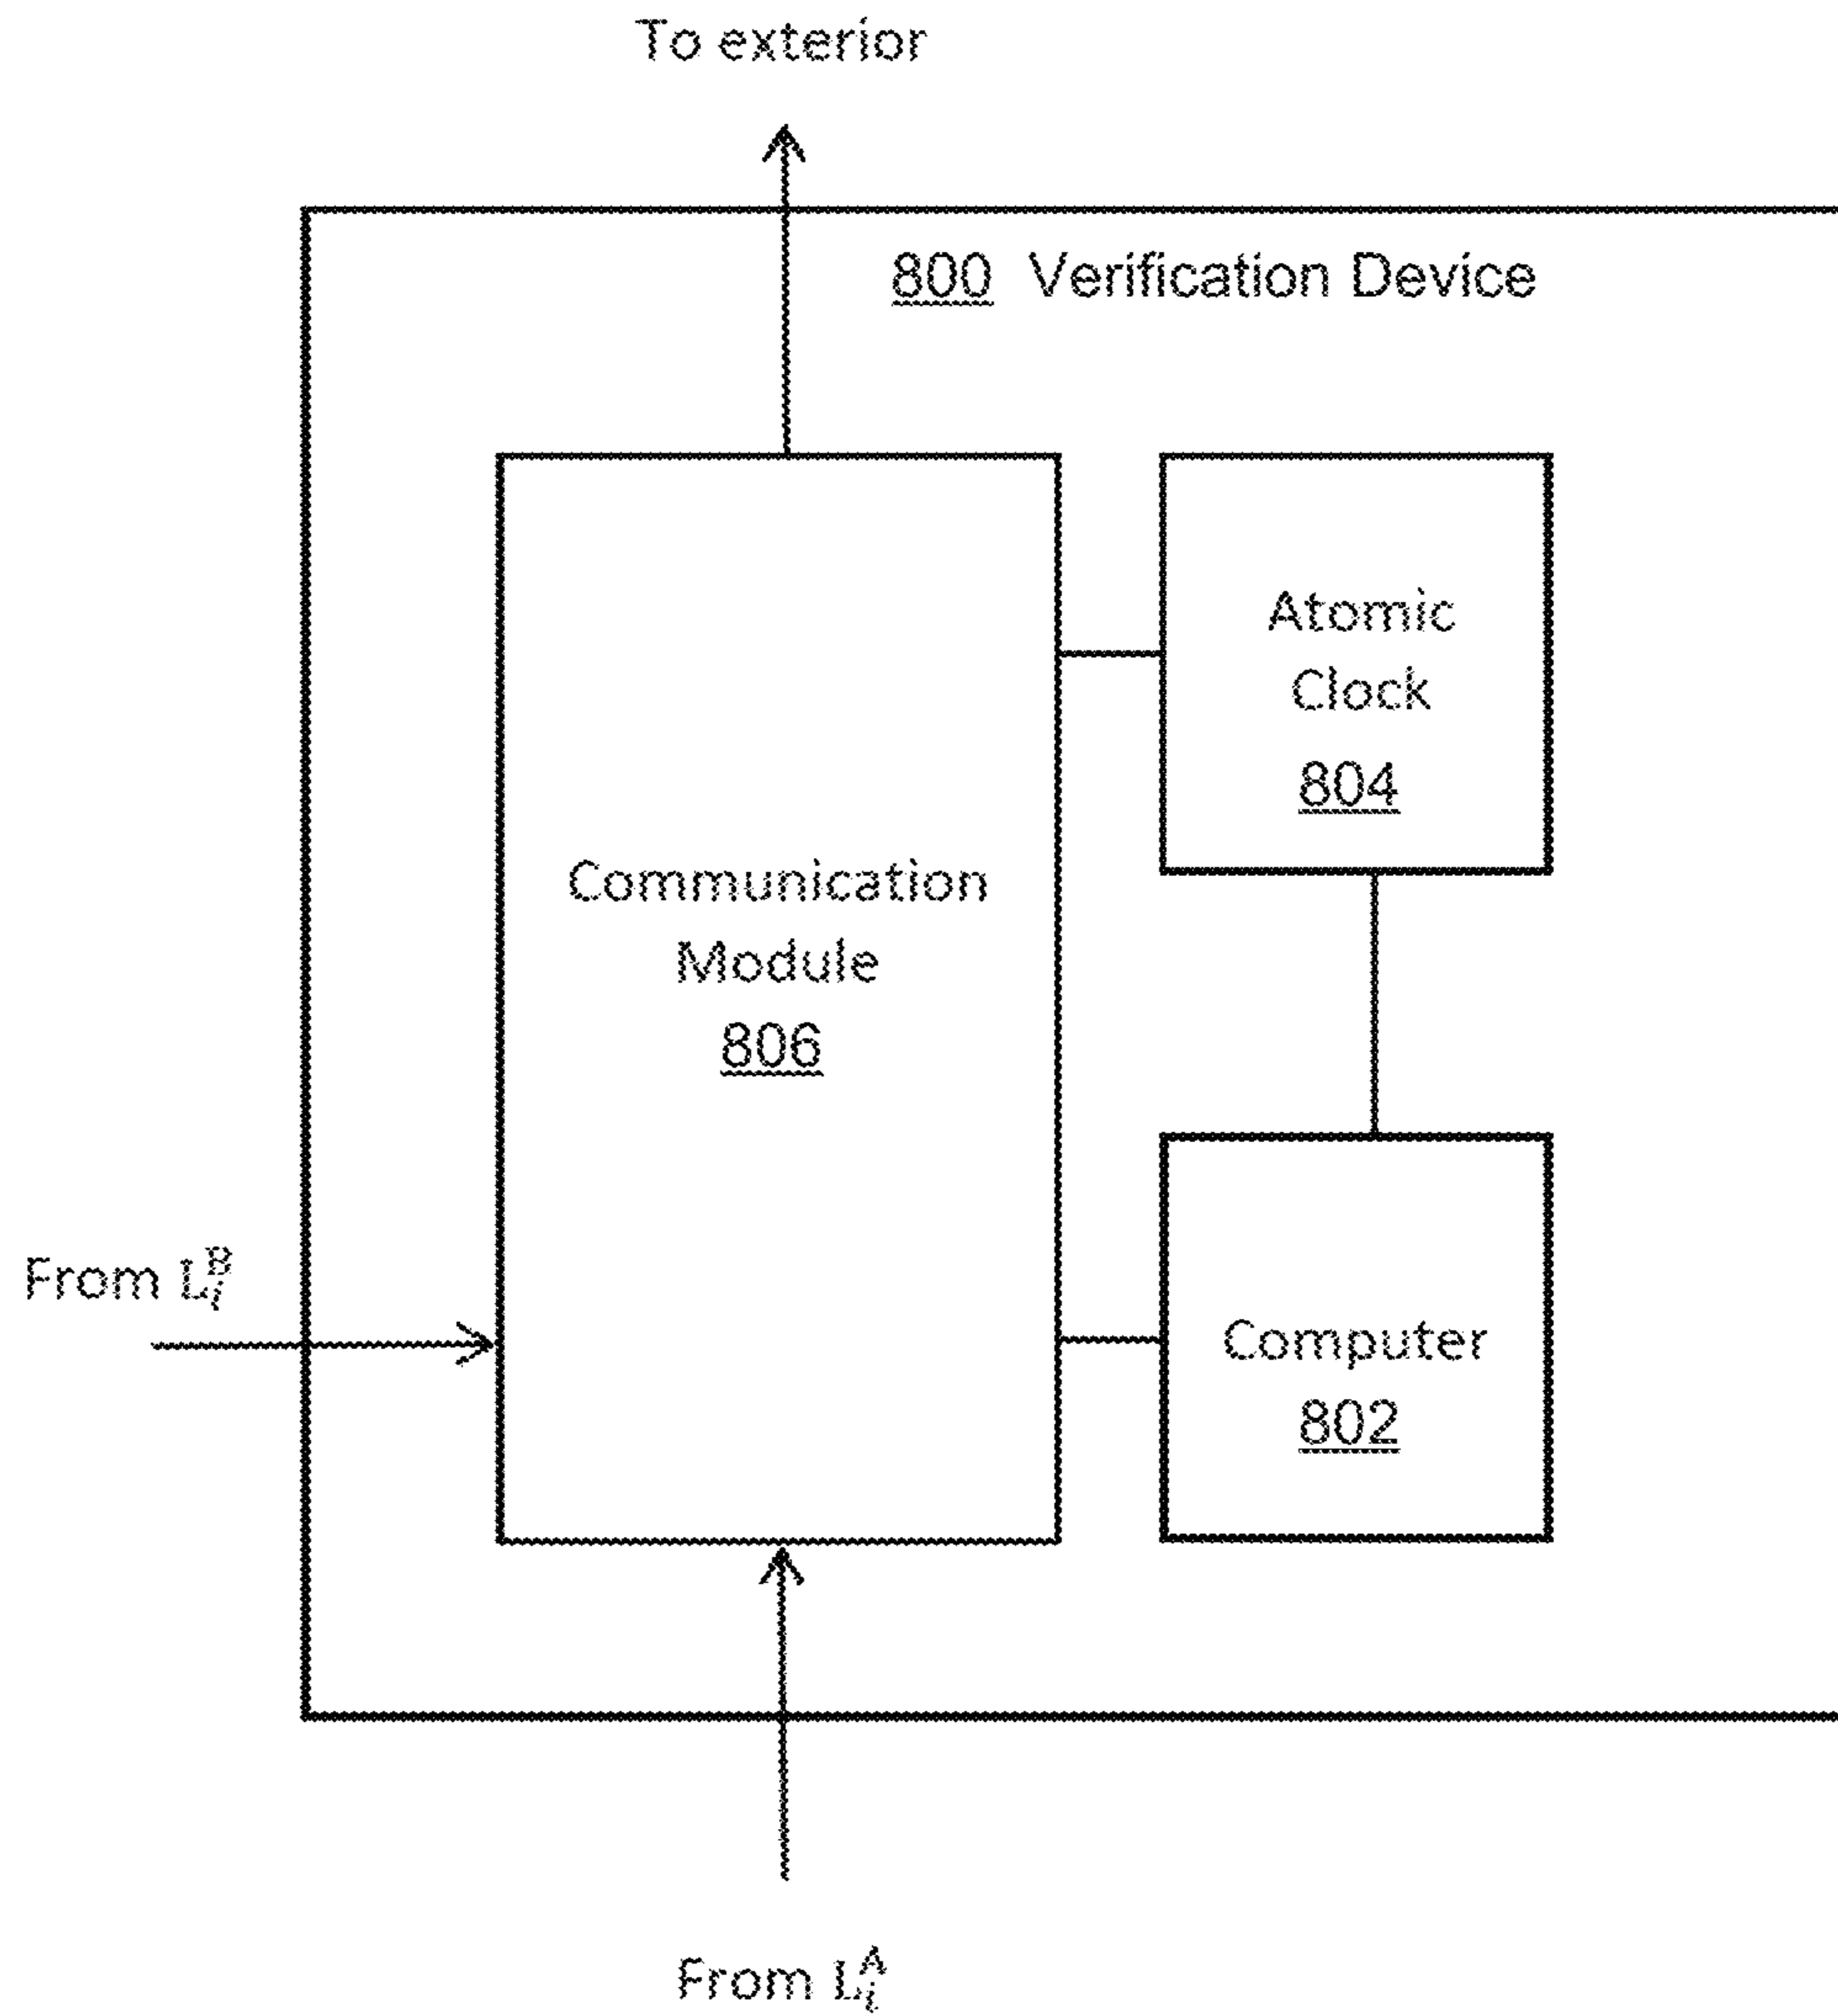 To exterior
800 Verification Device
Atomic
Clock
804
Communication
Module
806
From L_i^B
Computer
802
From L_i^A